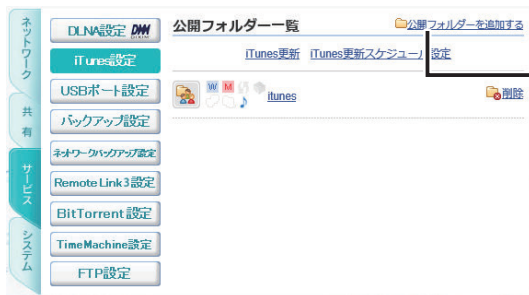 ネットワーク
共有
サービス
システム
DLNA設定
iTunes設定
USBポート設定
バックアップ設定
ネットワークバックアップ設定
Remote Link 3設定
BitTorrent設定
TimeMachine設定
FTP設定
公開フォルダー一覧
公開フォルダーを追加する
iTunes更新 iTunes更新スケジュール設定
W M
itunes
削除